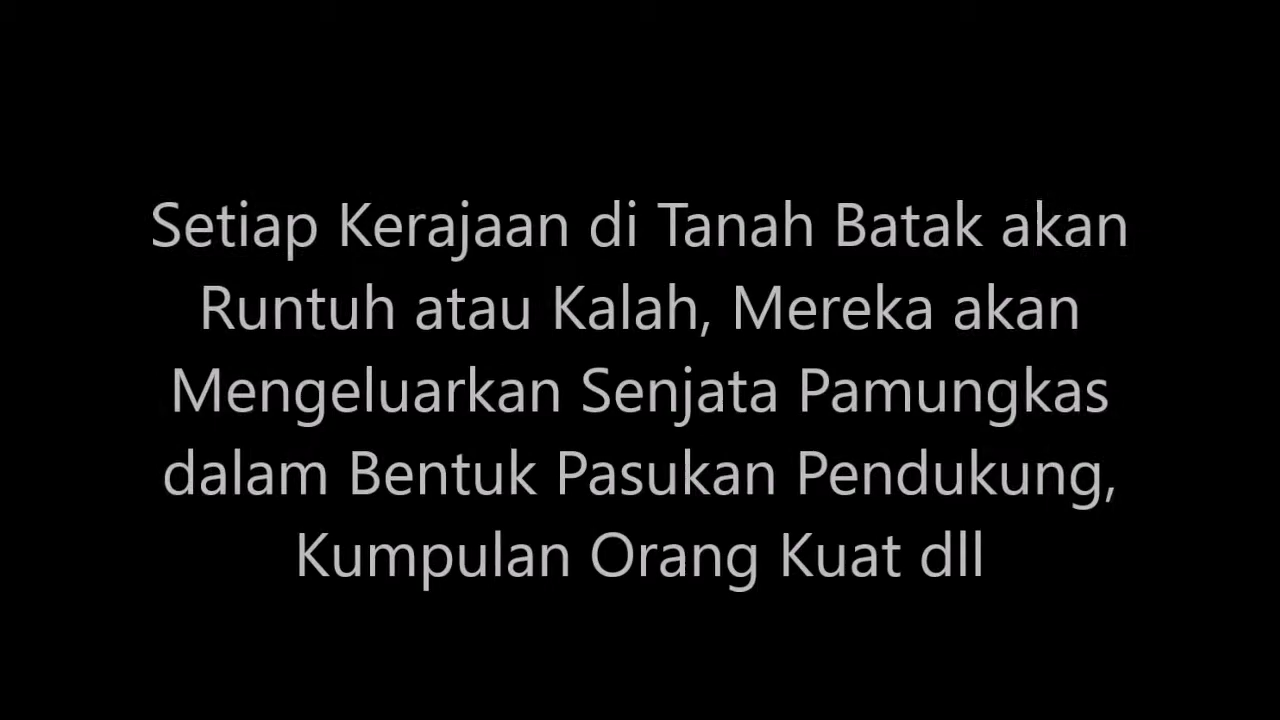 Setiap Kerajaan di Tanah Batak akan
Runtuh atau Kalah, Mereka akan
Mengeluarkan Senjata Pamungkas
dalam Bentuk Pasukan Pendukung,
Kumpulan Orang Kuat dll